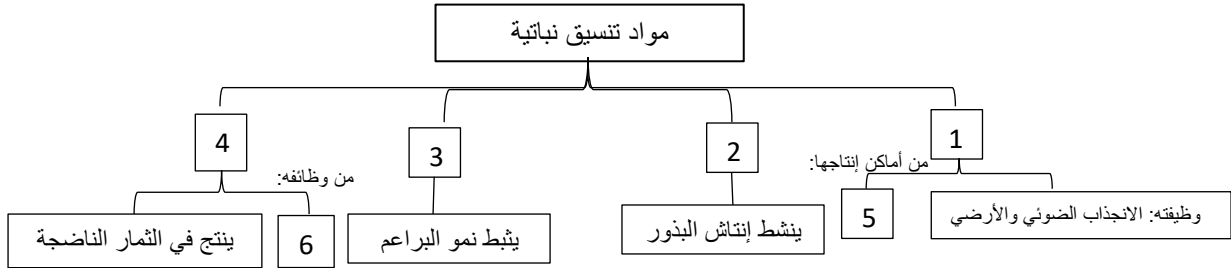 مواد تنسيق نباتية
1
2
3
4
من أماكن إنتاجها:
من وظائفه:
وظيفته: الانجذاب الضوئي والأرضي
5
ينشط إنتاش البذور
يثبط نمو البراعم
6
ينتج في الثمار الناضجة